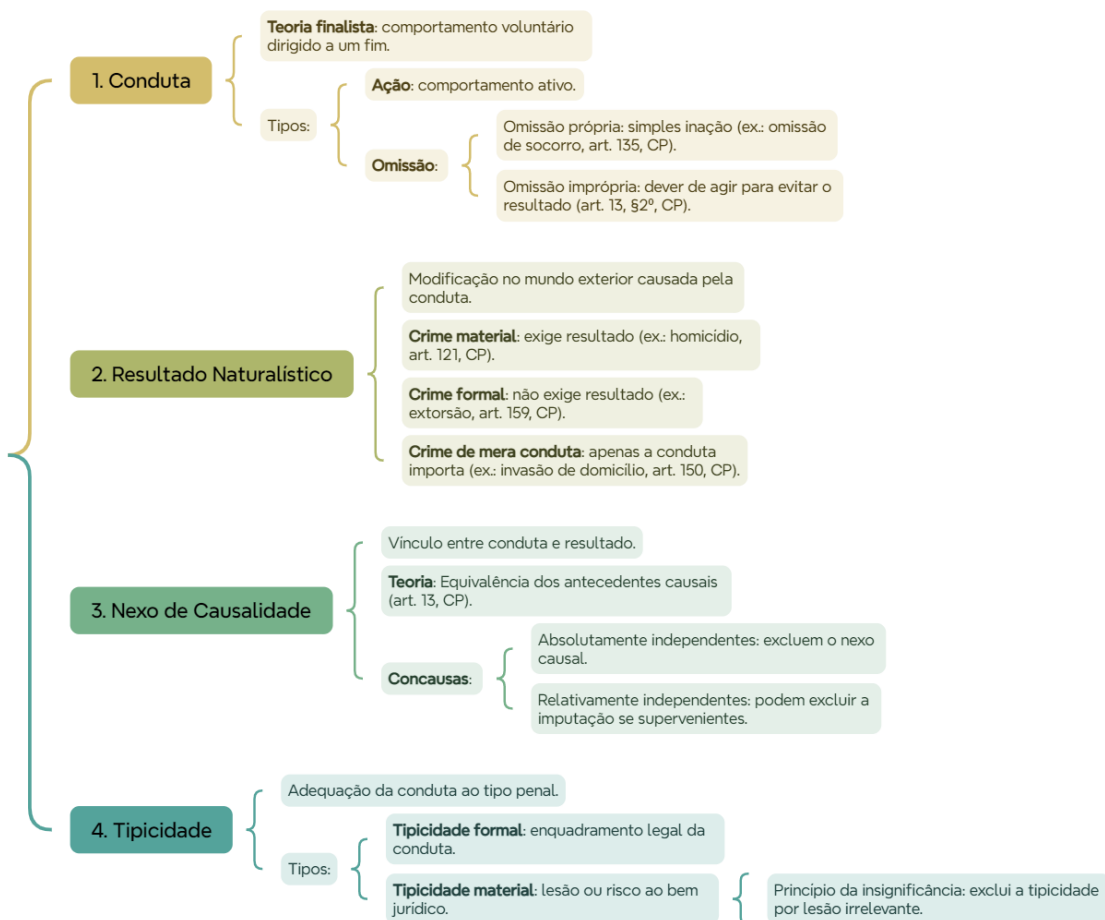 1. Conduta
Teoria finalista: comportamento voluntário
dirigido a um fim.
Tipos:
Ação: comportamento ativo.
Omissão:
Omissão própria: simples inação (ex.: omissão
de socorro, art. 135, CP).
Omissão imprópria: dever de agir para evitar o
resultado (art. 13, §2º, CP).
2. Resultado Naturalístico
Modificação no mundo exterior causada pela
conduta.
Crime material: exige resultado (ex.: homicídio,
art. 121, CP).
Crime formal: não exige resultado (ex.:
extorsão, art. 159, CP).
Crime de mera conduta: apenas a conduta
importa (ex.: invasão de domicílio, art. 150, CP).
3. Nexo de Causalidade
Vínculo entre conduta e resultado.
Teoria: Equivalência dos antecedentes causais
(art. 13, CP).
Concausas:
Absolutamente independentes: excluem o nexo
causal.
Relativamente independentes: podem excluir a
imputação se supervenientes.
4. Tipicidade
Adequação da conduta ao tipo penal.
Tipos:
Tipicidade formal: enquadramento legal da
conduta.
Tipicidade material: lesão ou risco ao bem
jurídico.
Princípio da insignificância: exclui a tipicidade
por lesão irrelevante.